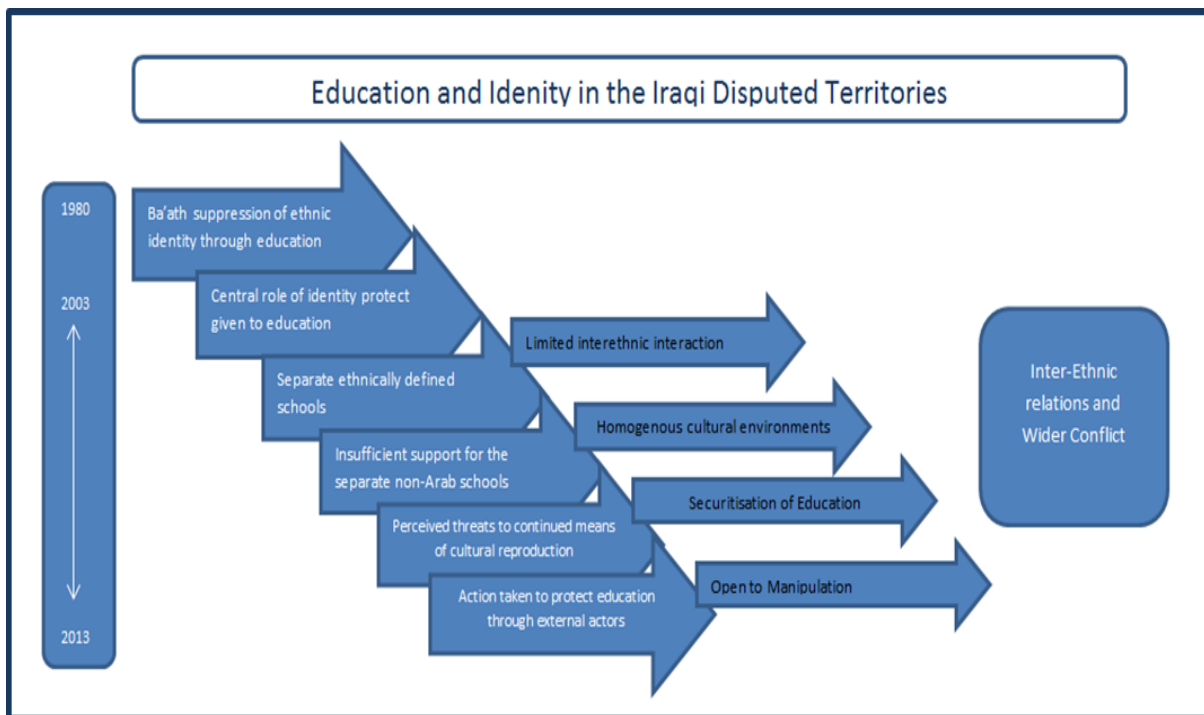 Education and Idenity in the Iraqi Disputed Territories
1980
2003
2013
Ba'ath suppression of ethnic
identity through education
Central role of identity protect
given to education
Separate ethnically defined
schools
Insufficient support for the
separate non-Arab schools
Perceived threats to continued means
of cultural reproduction
Action taken to protect education
through external actors
Limited interethnic interaction
Homogenous cultural environments
Securitisation of Education
Open to Manipulation
Inter-Ethnic
relations and
Wider Conflict